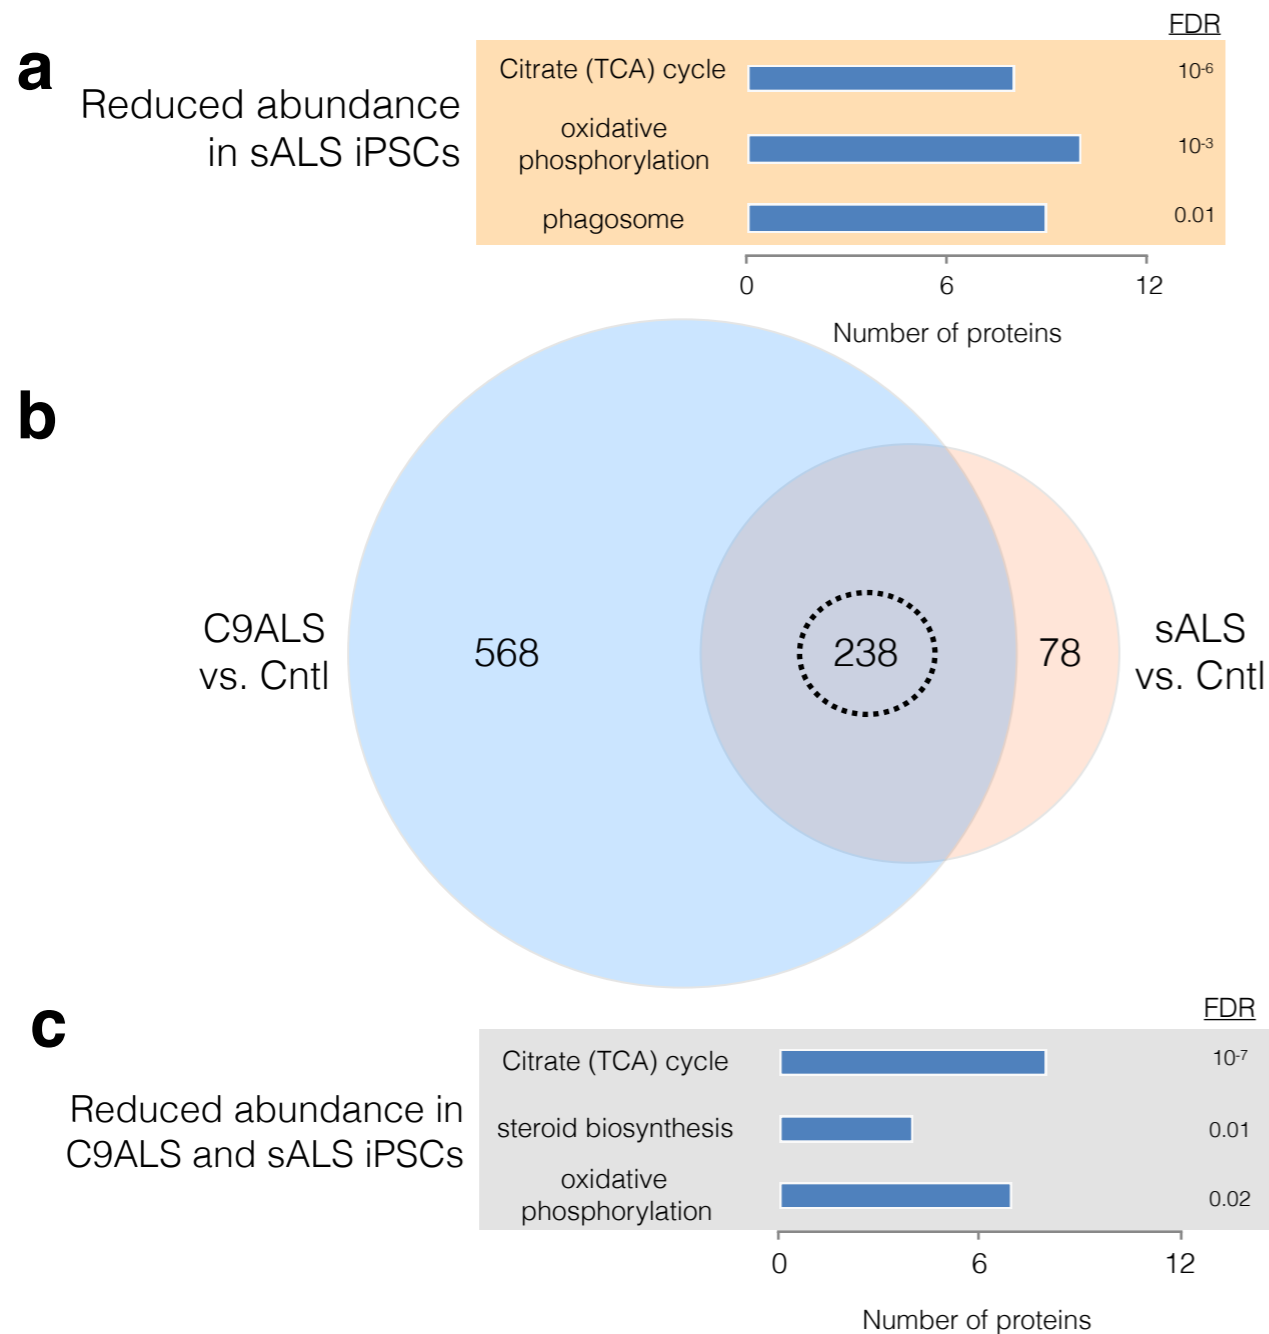 a
Reduced abundance
in sALS iPSCs
FDR
Citrate (TCA) cycle
10-6
oxidative
phosphorylation
10-3
phagosome
0.01
0
6
12
Number of proteins
b
C9ALS
vs. Cntl
568
238
78
sALS
vs. Cntl
c
Reduced abundance in
C9ALS and sALS iPSCs
FDR
Citrate (TCA) cycle
10-7
steroid biosynthesis
0.01
oxidative
phosphorylation
0.02
0
6
12
Number of proteins